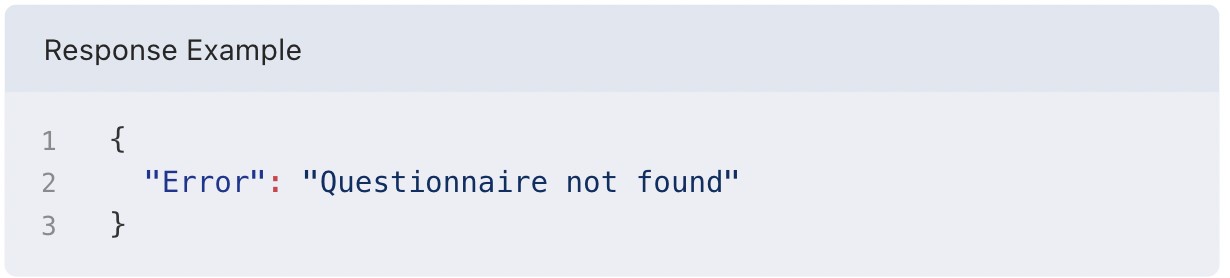 Response Example
1 {
2 "Error": "Questionnaire not found"
3 }